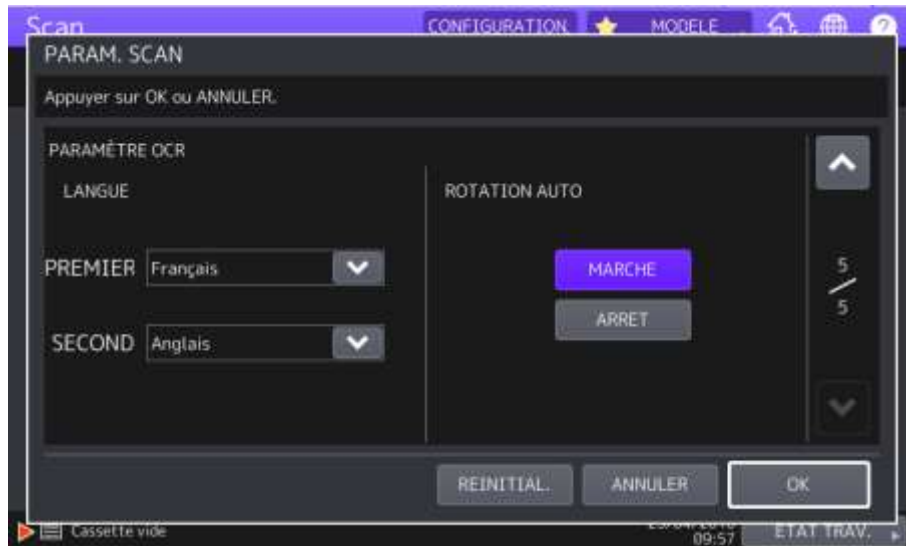 Scan CONFIGURATION. MODELE
PARAM. SCAN
Appuyer sur OK ou ANNULER.
PARAMÈTRE OCR
LANGUE
ROTATION AUTO
PREMIER Français
MARCHE
5
SECOND Anglais
ARRET
5
REINITIAL. ANNULER OK
Cassette vide
09:57
ETAT TRAV.